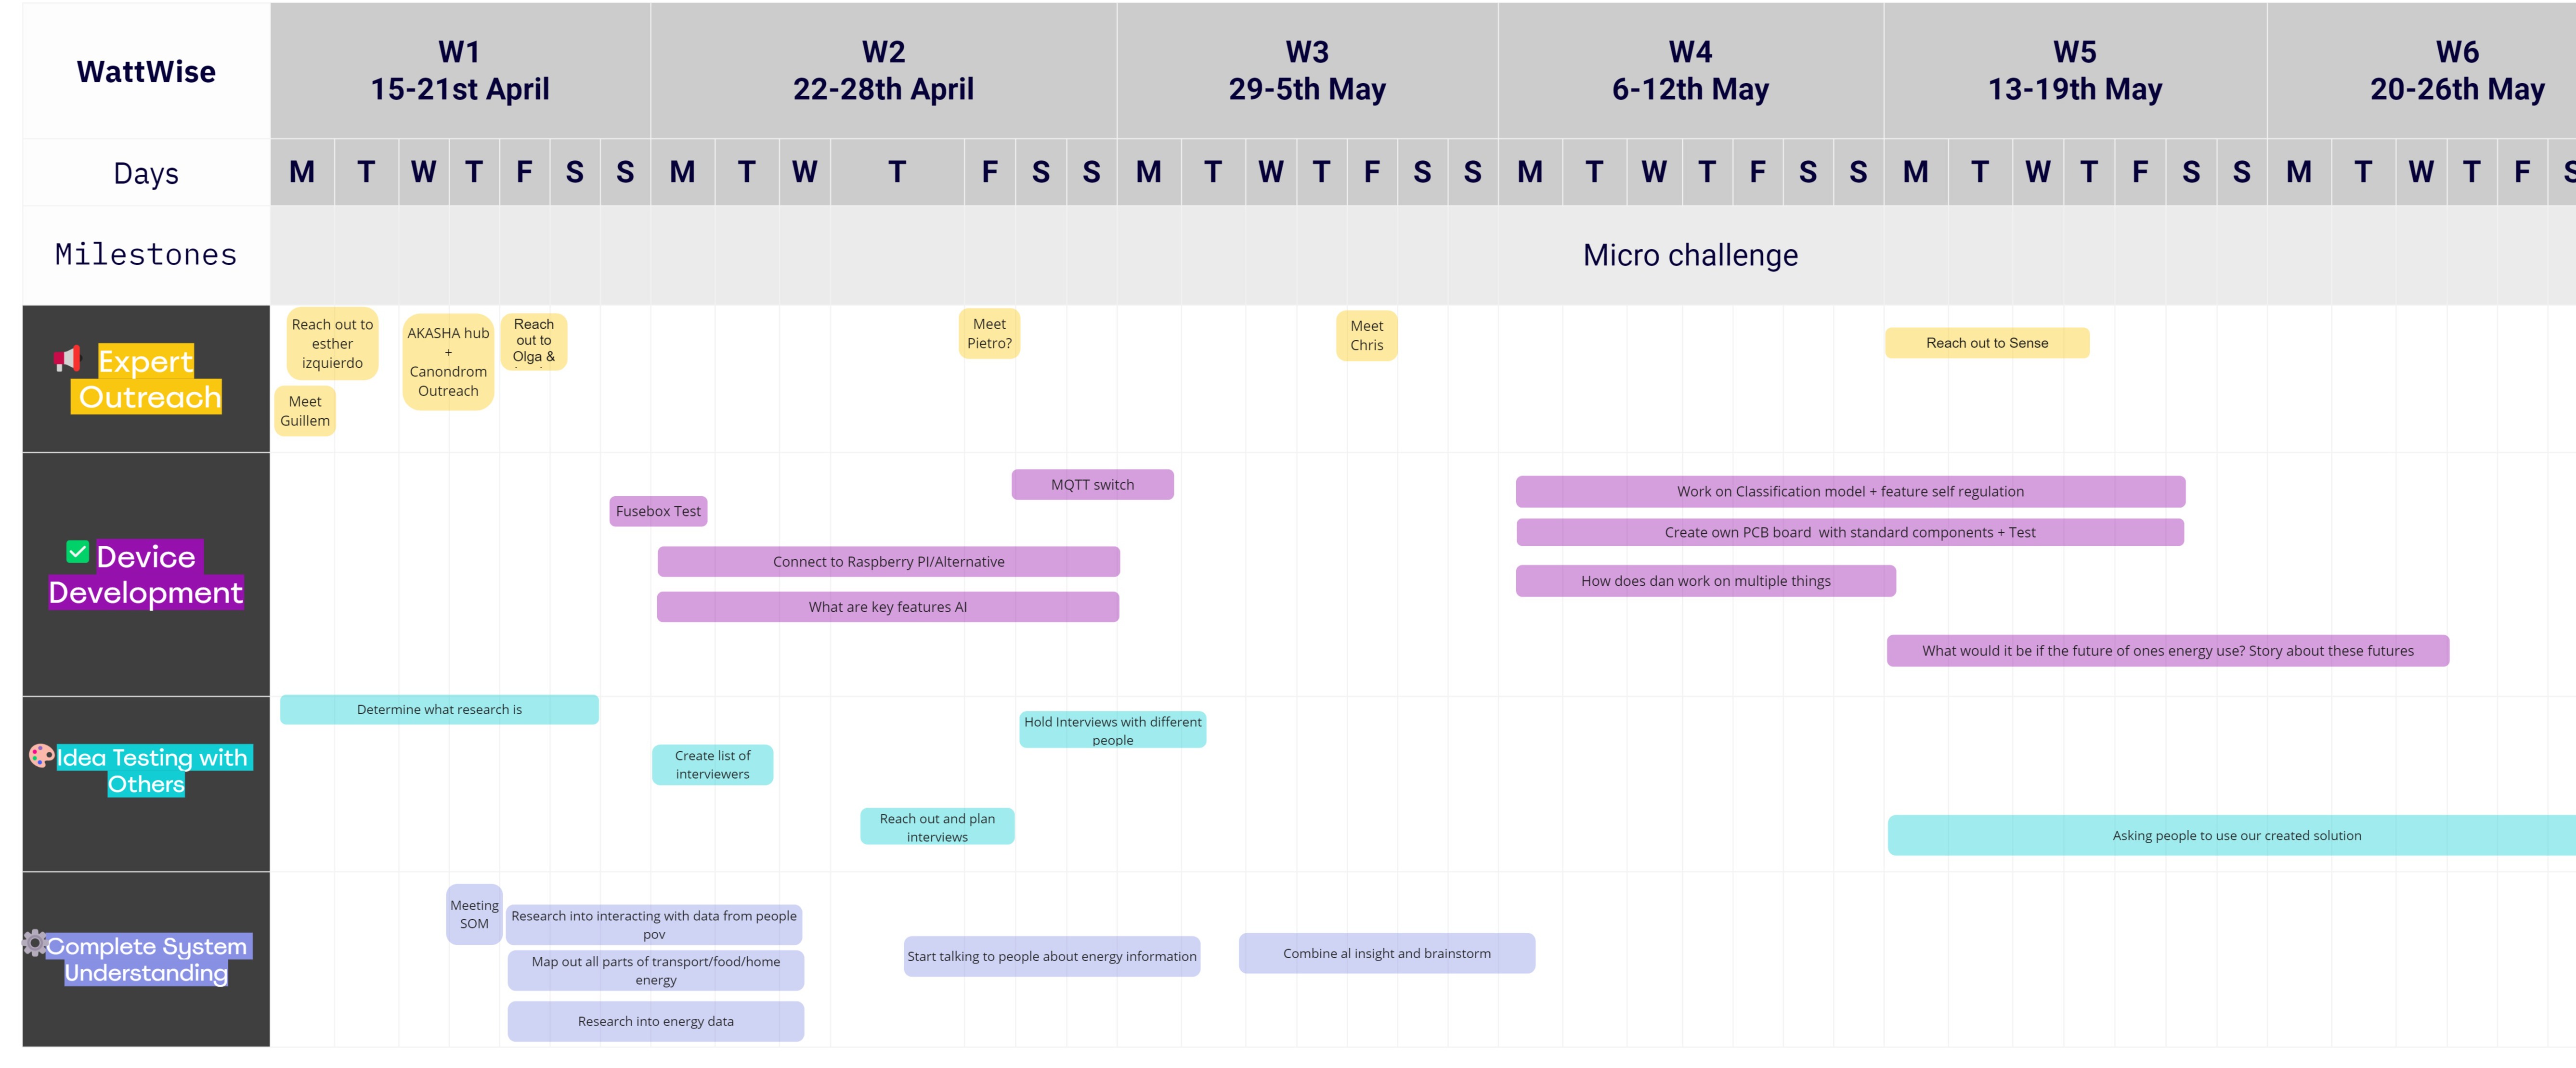 WattWise
W1
15-21st April
W2
22-28th April
W3
29-5th May
W4
6-12th May
W5
13-19th May
W6
20-26th May
Days
M T W T F S S M T W T F S S M T W T F S S M T W T F S S M T W T F S S M T W T F S
Milestones
Micro challenge
Expert
Outreach
Reach out to
esther
izquierdo
Meet
Guillem
AKASHA hub
+
Canondrom
Outreach
Reach
out to
Olga &
Meet
Pietro?
Meet
Chris
Reach out to Sense
Device
Development
Fusebox Test
MQTT switch
Connect to Raspberry PI/Alternative
What are key features AI
Work on Classification model + feature self regulation
Create own PCB board with standard components + Test
How does dan work on multiple things
What would it be if the future of ones energy use? Story about these futures
Idea Testing with
Others
Determine what research is
Create list of
interviewers
Reach out and plan
interviews
Hold Interviews with different
people
Asking people to use our created solution
Complete System
Understanding
Meeting
SOM
Research into interacting with data from people
pov
Map out all parts of transport/food/home
energy
Research into energy data
Start talking to people about energy information
Combine al insight and brainstorm